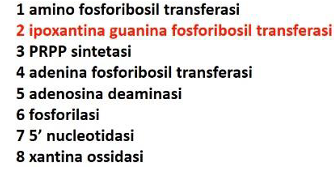 1 amino fosforibosil transferasi
2 ipoxantina guanina fosforibosil transferasi
3 PRPP sintetasi
4 adenina fosforibosil transferasi
5 adenosina deaminasi
6 fosforilasi
7 5’ nucleotidasi
8 xantina ossidasi